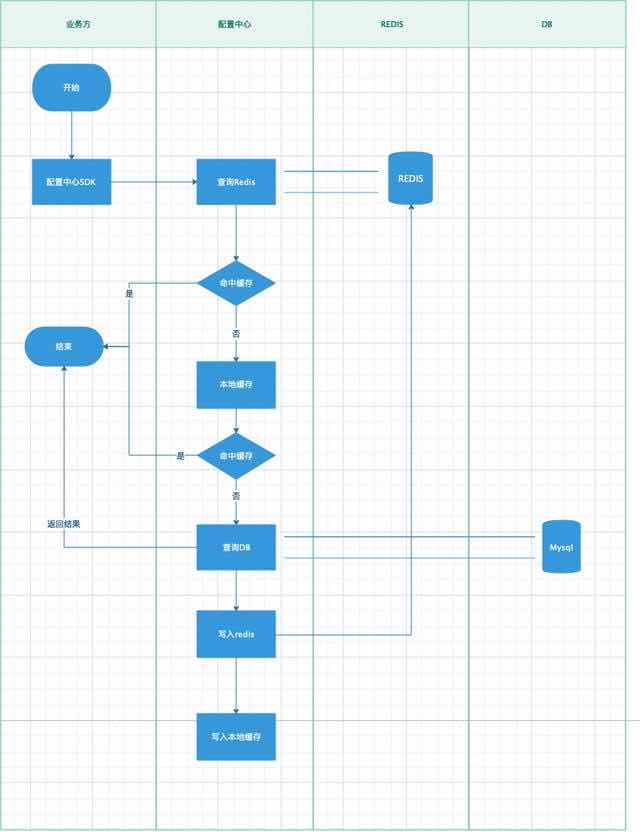 业务方
配置中心
REDIS
DB
开始
配置中心SDK
查询Redis
REDIS
命中缓存
是
否
结束
本地缓存
命中缓存
是
否
返回结果
查询DB
Mysql
写入redis
写入本地缓存